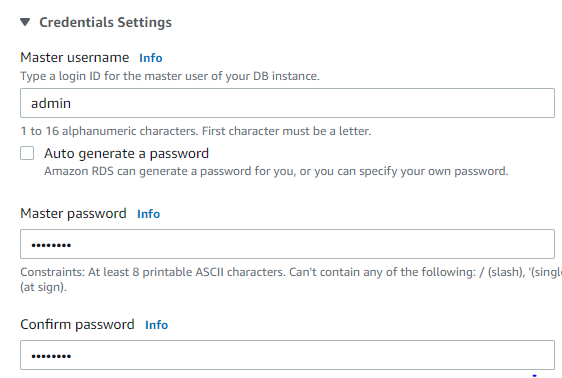 Credentials Settings
Master username Info
Type a login ID for the master user of your DB instance.
admin
1 to 16 alphanumeric characters. First character must be a letter.
Auto generate a password
Amazon RDS can generate a password for you, or you can specify your own password.
Master password Info
••••••••
Constraints: At least 8 printable ASCII characters. Can't contain any of the following: / (slash), '(singl
(at sign).
Confirm password Info
••••••••